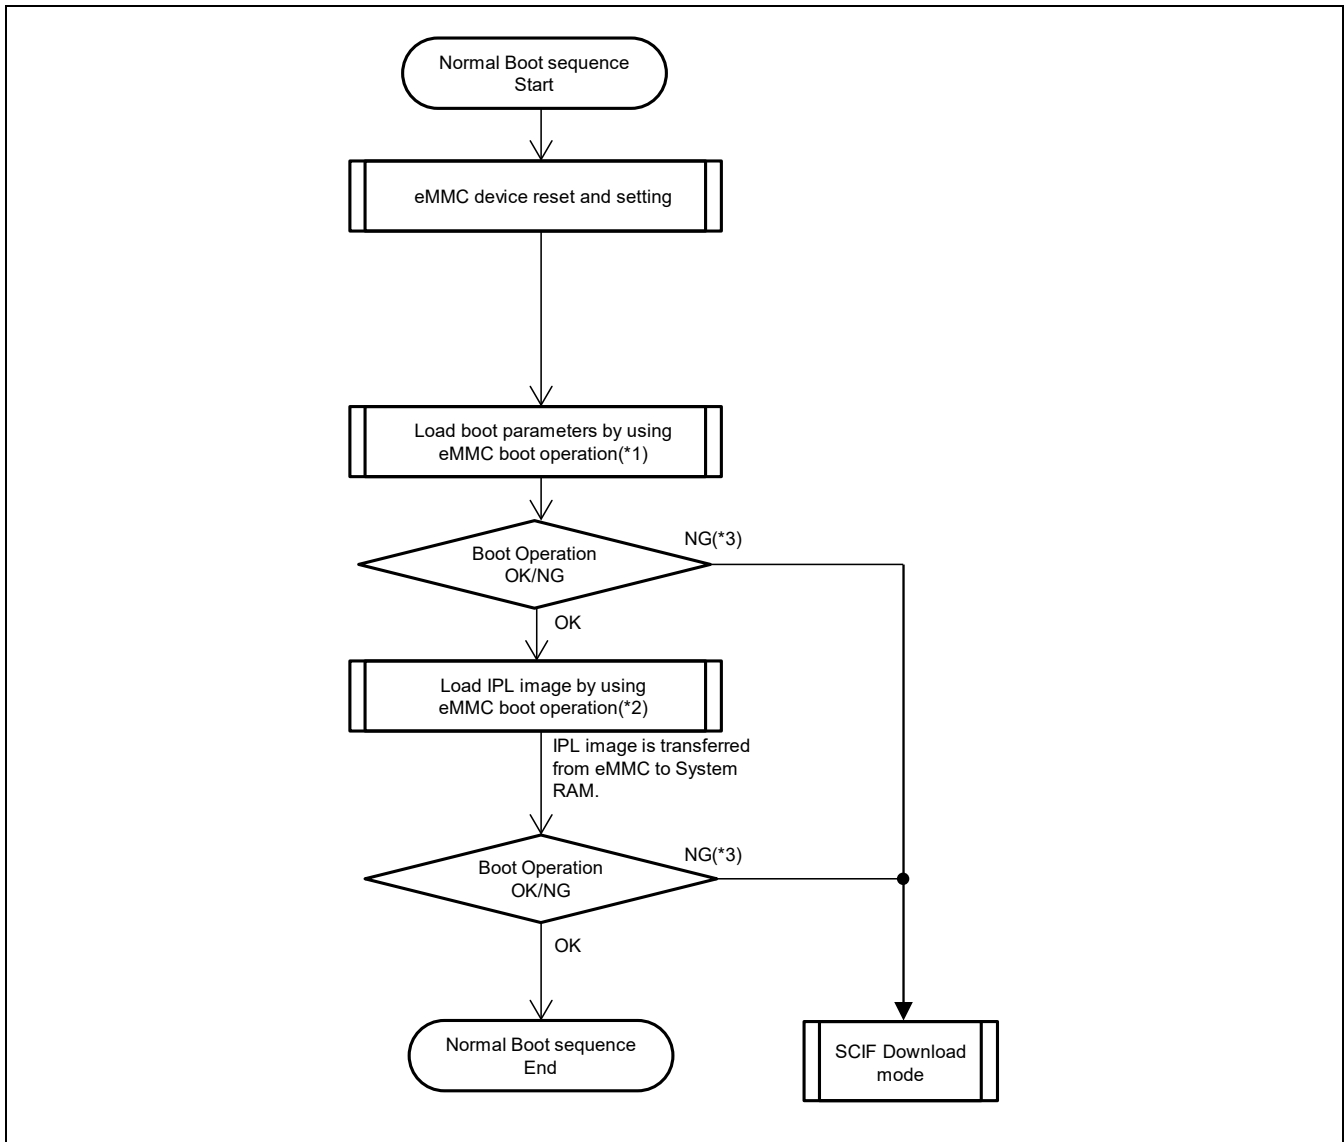 Normal Boot sequence
Start
eMMC device reset and setting
Load boot parameters by using
eMMC boot operation(*1)
Boot Operation
OK/NG
NG(*3)
OK
Load IPL image by using
eMMC boot operation(*2)
IPL image is transferred
from eMMC to System
RAM.
Boot Operation
OK/NG
NG(*3)
OK
Normal Boot sequence
End
SCIF Download
mode